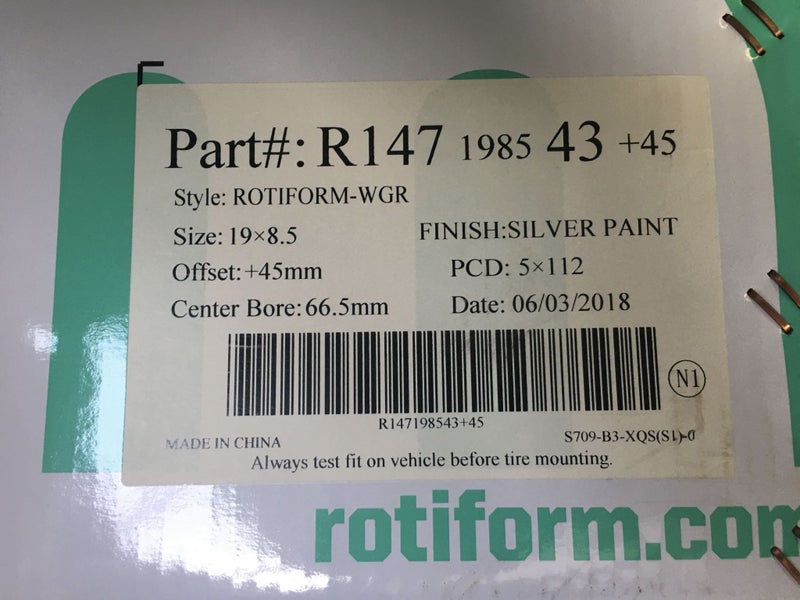 Part#: R147 1985 43 +45
Style: ROTIFORM-WGR
Size: 19×8.5 FINISH:SILVER PAINT
Offset:+45mm PCD: 5×112
Center Bore: 66.5mm Date: 06/03/2018
N1
R147198543+45
MADE IN CHINA S709-B3-XQS(S1)-0
Always test fit on vehicle before tire mounting.
rotiform.com